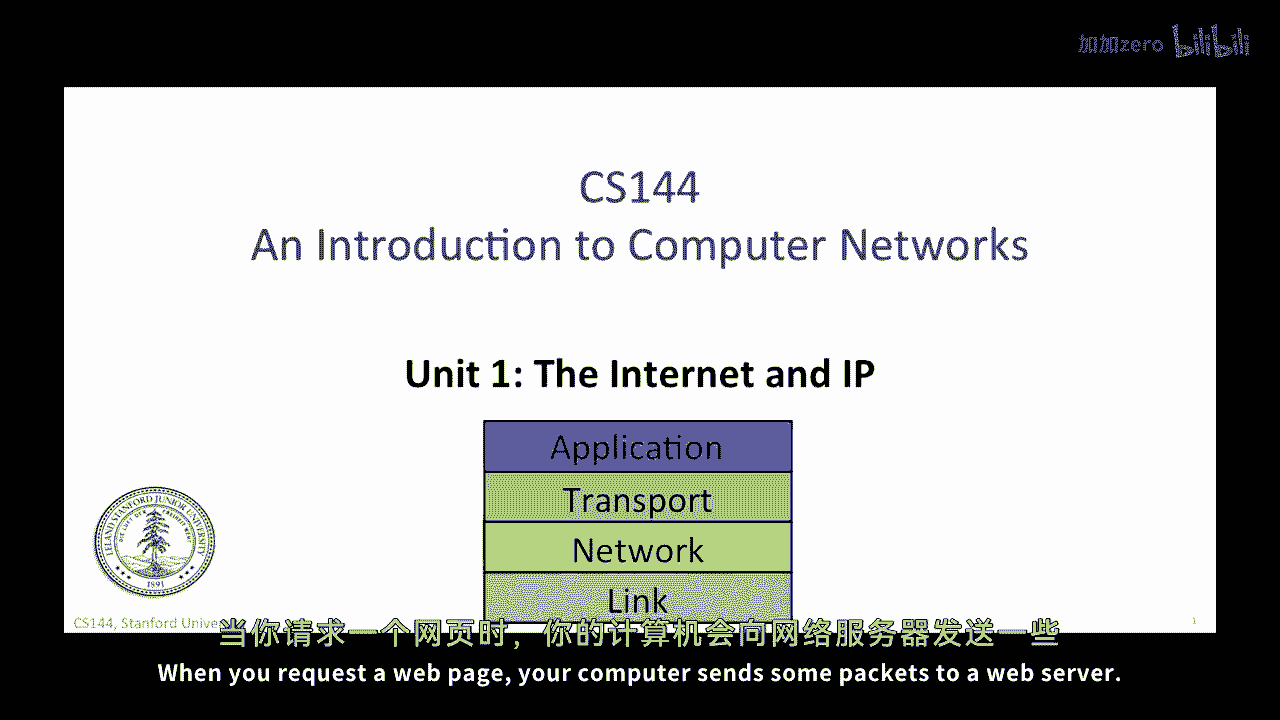 加加zero bilibili
CS144
An Introduction to Computer Networks
Unit 1: The Internet and IP
Application
Transport
Network
Link
LELAND STANFORD JUNIOR UNIVERSITY
1891
CS144, Stanford Unive
1
当你请求一个网页时，你的计算机会向网络服务器发送一些
When you request a web page, your computer sends some packets to a web server.